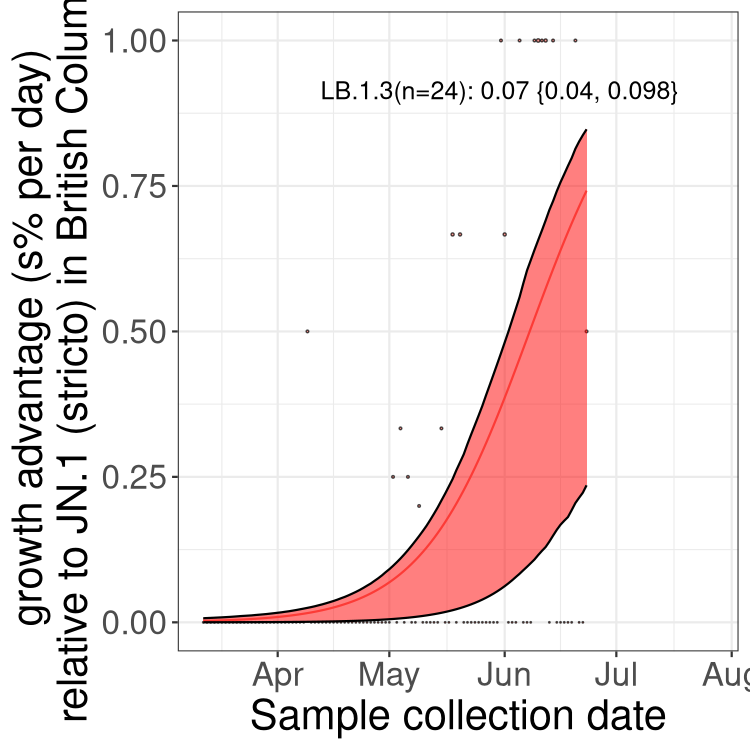 growth advantage (s% per day)
relative to JN.1 (stricto) in British Colum
1.00
0.75
0.50
0.25
0.00
LB.1.3(n=24): 0.07 {0.04, 0.098}
Apr May Jun Jul Aug
Sample collection date